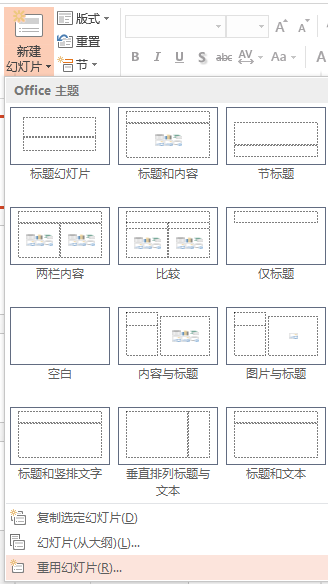 新建
幻灯片
版式
重置
节
A A
B I U S abc AV Aa A
Office 主题
标题幻灯片 标题和内容 节标题
两栏内容 比较 仅标题
空白 内容与标题 图片与标题
标题和竖排文字 垂直排列标题与 标题和文本
文本
复制选定幻灯片(D)
幻灯片(从大纲)(L)...
重用幻灯片(R)...